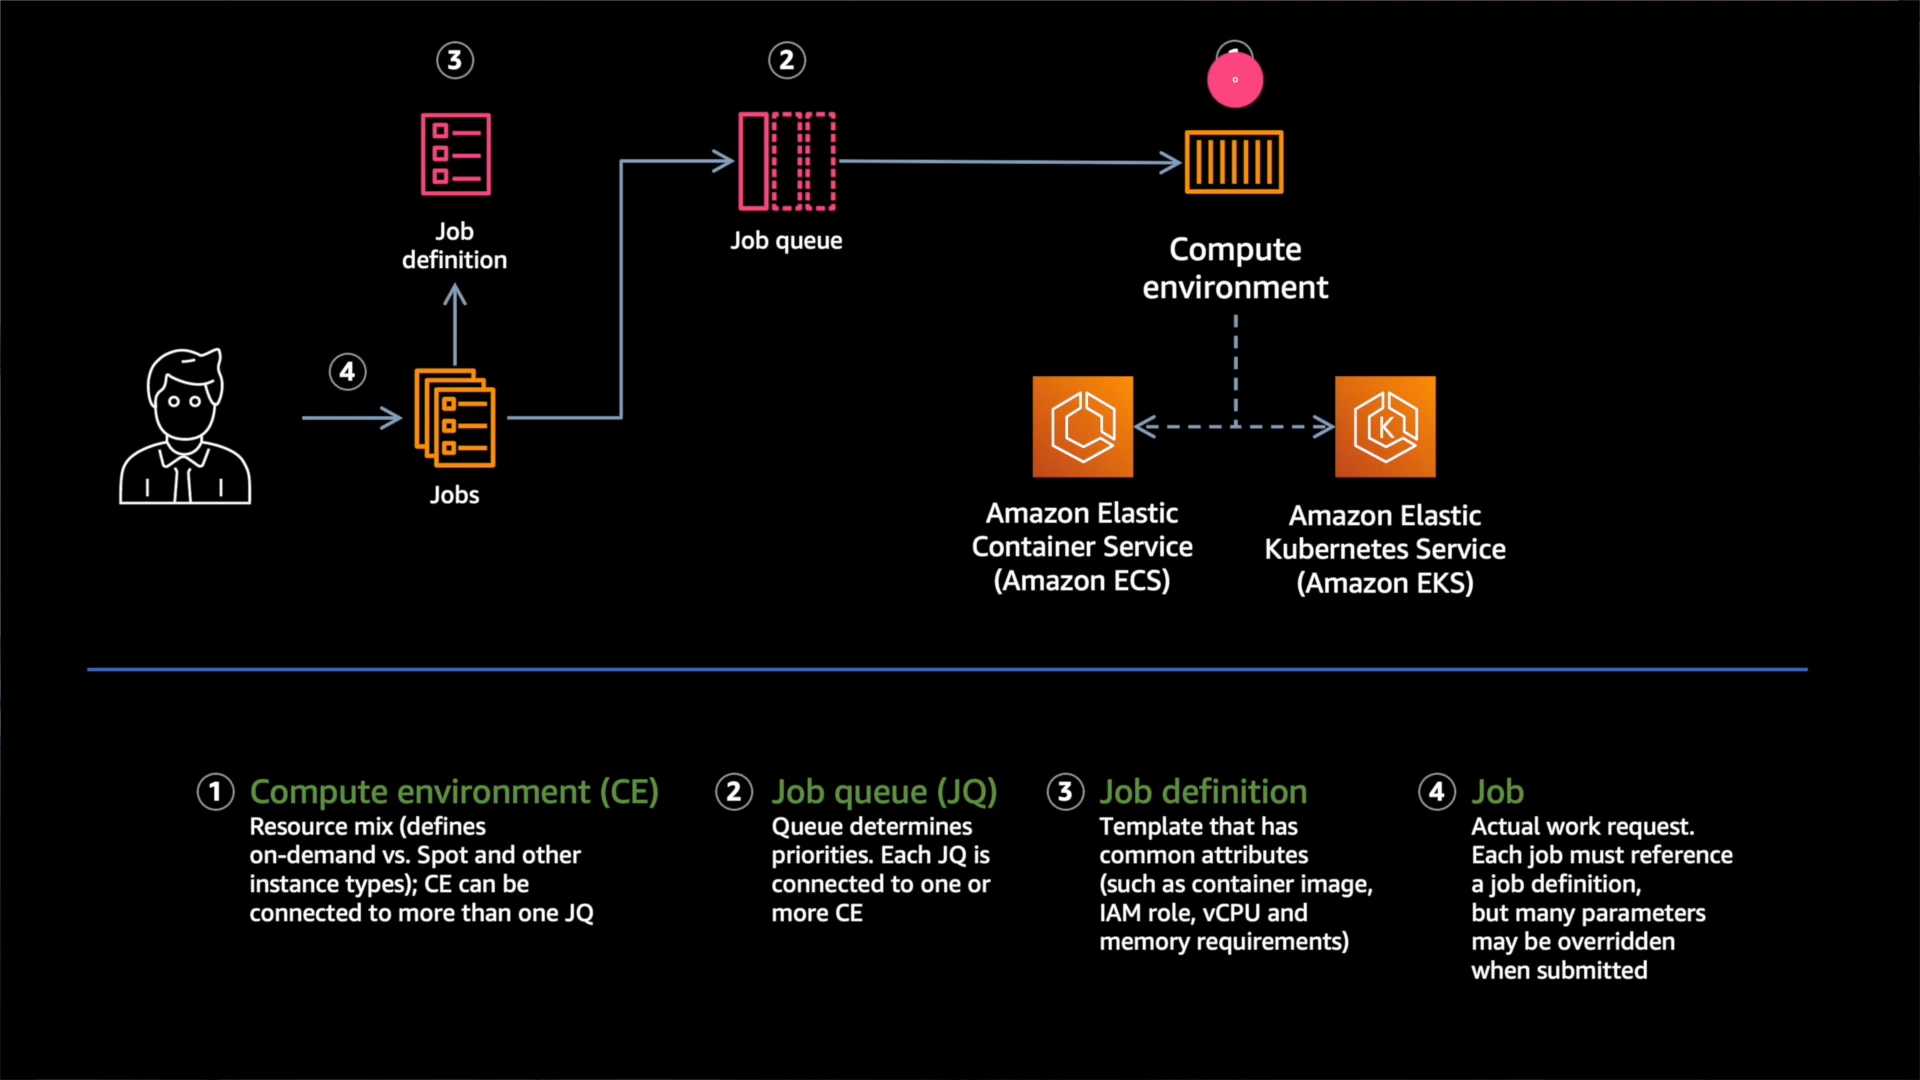 3
2
Job
definition
Job queue
Compute
environment
4
Jobs
K
Amazon Elastic
Container Service
(Amazon ECS)
Amazon Elastic
Kubernetes Service
(Amazon EKS)
1 Compute environment (CE)
Resource mix (defines
on-demand vs. Spot and other
instance types); CE can be
connected to more than one JQ
2 Job queue (JQ)
Queue determines
priorities. Each JQ is
connected to one or
more CE
3 Job definition
Template that has
common attributes
(such as container image,
IAM role, vCPU and
memory requirements)
4 Job
Actual work request.
Each job must reference
a job definition,
but many parameters
may be overridden
when submitted